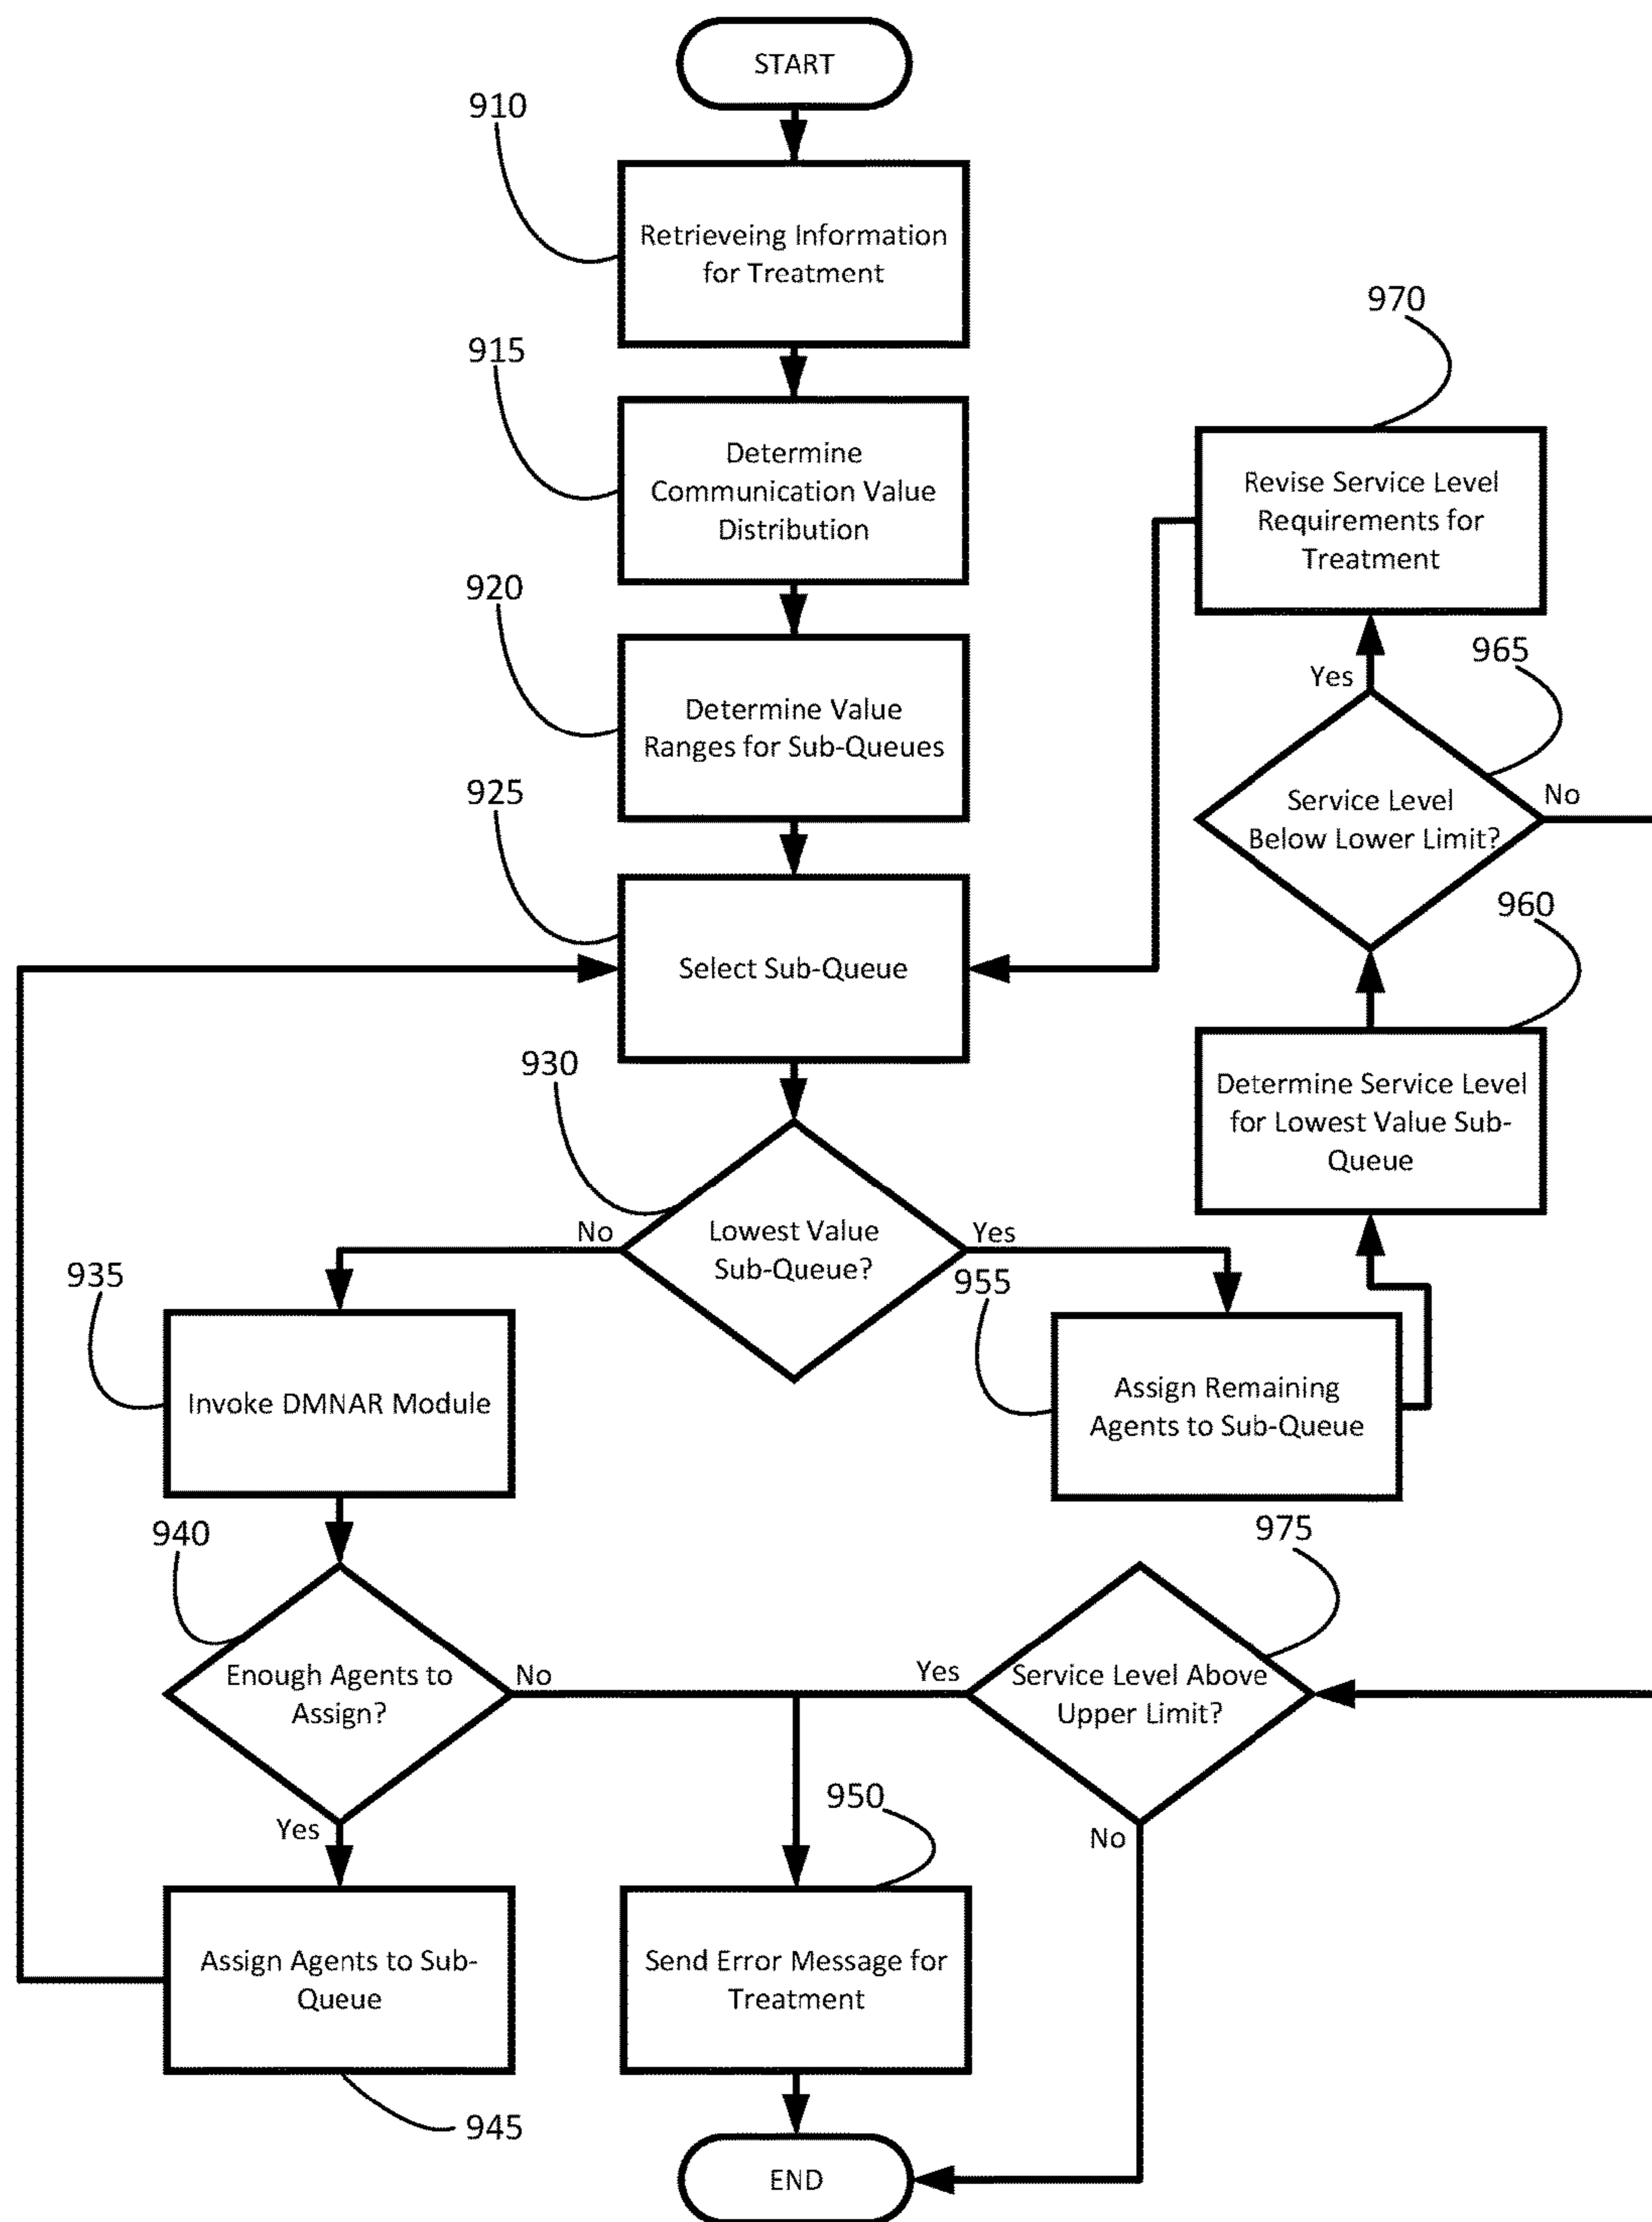 START
910
Retrieveing Information
for Treatment
915
Determine
Communication Value
Distribution
920
Determine Value
Ranges for Sub-Queues
925
Select Sub-Queue
930
Lowest Value
Sub-Queue?
No
Yes
935
Invoke DMNAR Module
940
Enough Agents to
Assign?
No
Yes
Assign Agents to Sub-
Queue
945
950
Send Error Message for
Treatment
END
955
Assign Remaining
Agents to Sub-Queue
960
Determine Service Level
for Lowest Value Sub-
Queue
965
Service Level
Below Lower Limit?
Yes
No
970
Revise Service Level
Requirements for
Treatment
975
Service Level Above
Upper Limit?
Yes
No